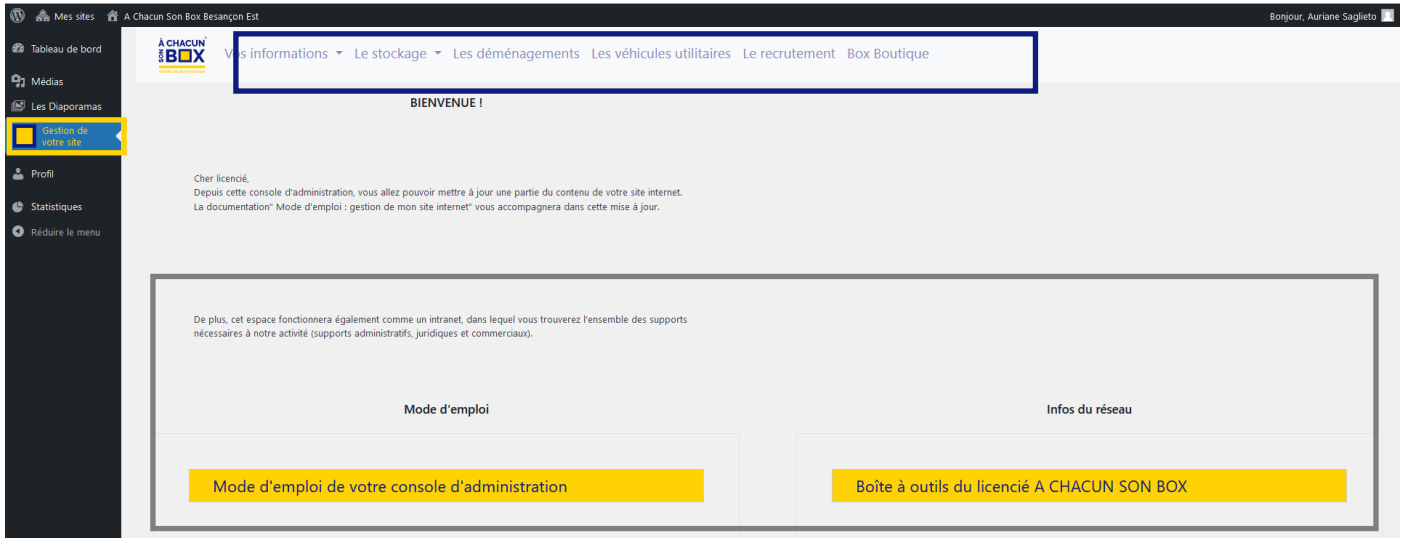 Mes sites A Chacun Son Box Besançon Est Bonjour, Auriane Saglieto
Tableau de bord
Médias
Les Diaporamas
Gestion de
votre site
Profil
Statistiques
Réduire le menu
À CHACUN
SON BOX
Vos informations Le stockage Les déménagements Les véhicules utilitaires Le recrutement Box Boutique
BIENVENUE !
Cher licencié,
Depuis cette console d'administration, vous allez pouvoir mettre à jour une partie du contenu de votre site internet.
La documentation" Mode d'emploi : gestion de mon site internet" vous accompagnera dans cette mise à jour.
De plus, cet espace fonctionnera également comme un intranet, dans lequel vous trouverez l'ensemble des supports
nécessaires à notre activité (supports administratifs, juridiques et commerciaux).
Mode d'emploi Infos du réseau
Mode d'emploi de votre console d'administration Boîte à outils du licencié A CHACUN SON BOX